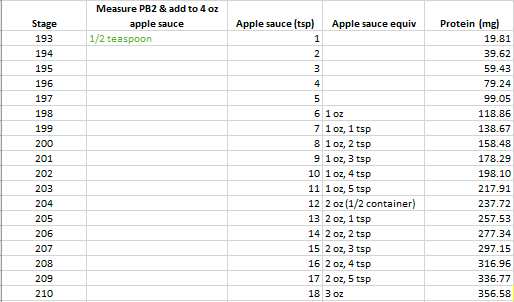 Measure PB2 & add to 4 oz
Stage apple sauce Apple sauce (tsp) Apple sauce equiv Protein (mg)
193 1/2 teaspoon 1 19.81
194 2 39.62
195 3 59.43
196 4 79.24
197 5 99.05
198 6 1 oz 118.86
199 7 1 oz, 1 tsp 138.67
200 8 1 oz, 2 tsp 158.48
201 9 1 oz, 3 tsp 178.29
202 10 1 oz, 4 tsp 198.10
203 11 1 oz, 5 tsp 217.91
204 12 2 oz (1/2 container) 237.72
205 13 2 oz, 1 tsp 257.53
206 14 2 oz, 2 tsp 277.34
207 15 2 oz, 3 tsp 297.15
208 16 2 oz, 4 tsp 316.96
209 17 2 oz, 5 tsp 336.77
210 18 3 oz 356.58